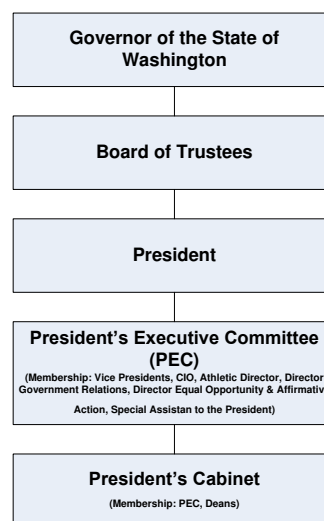 Governor of the State of
Washington
Board of Trustees
President
President's Executive Committee
(PEC)
(Membership: Vice Presidents, CIO, Athletic Director, Director
Government Relations, Director Equal Opportunity & Affirmativ
Action, Special Assistan to the President)
President's Cabinet
(Membership: PEC, Deans)